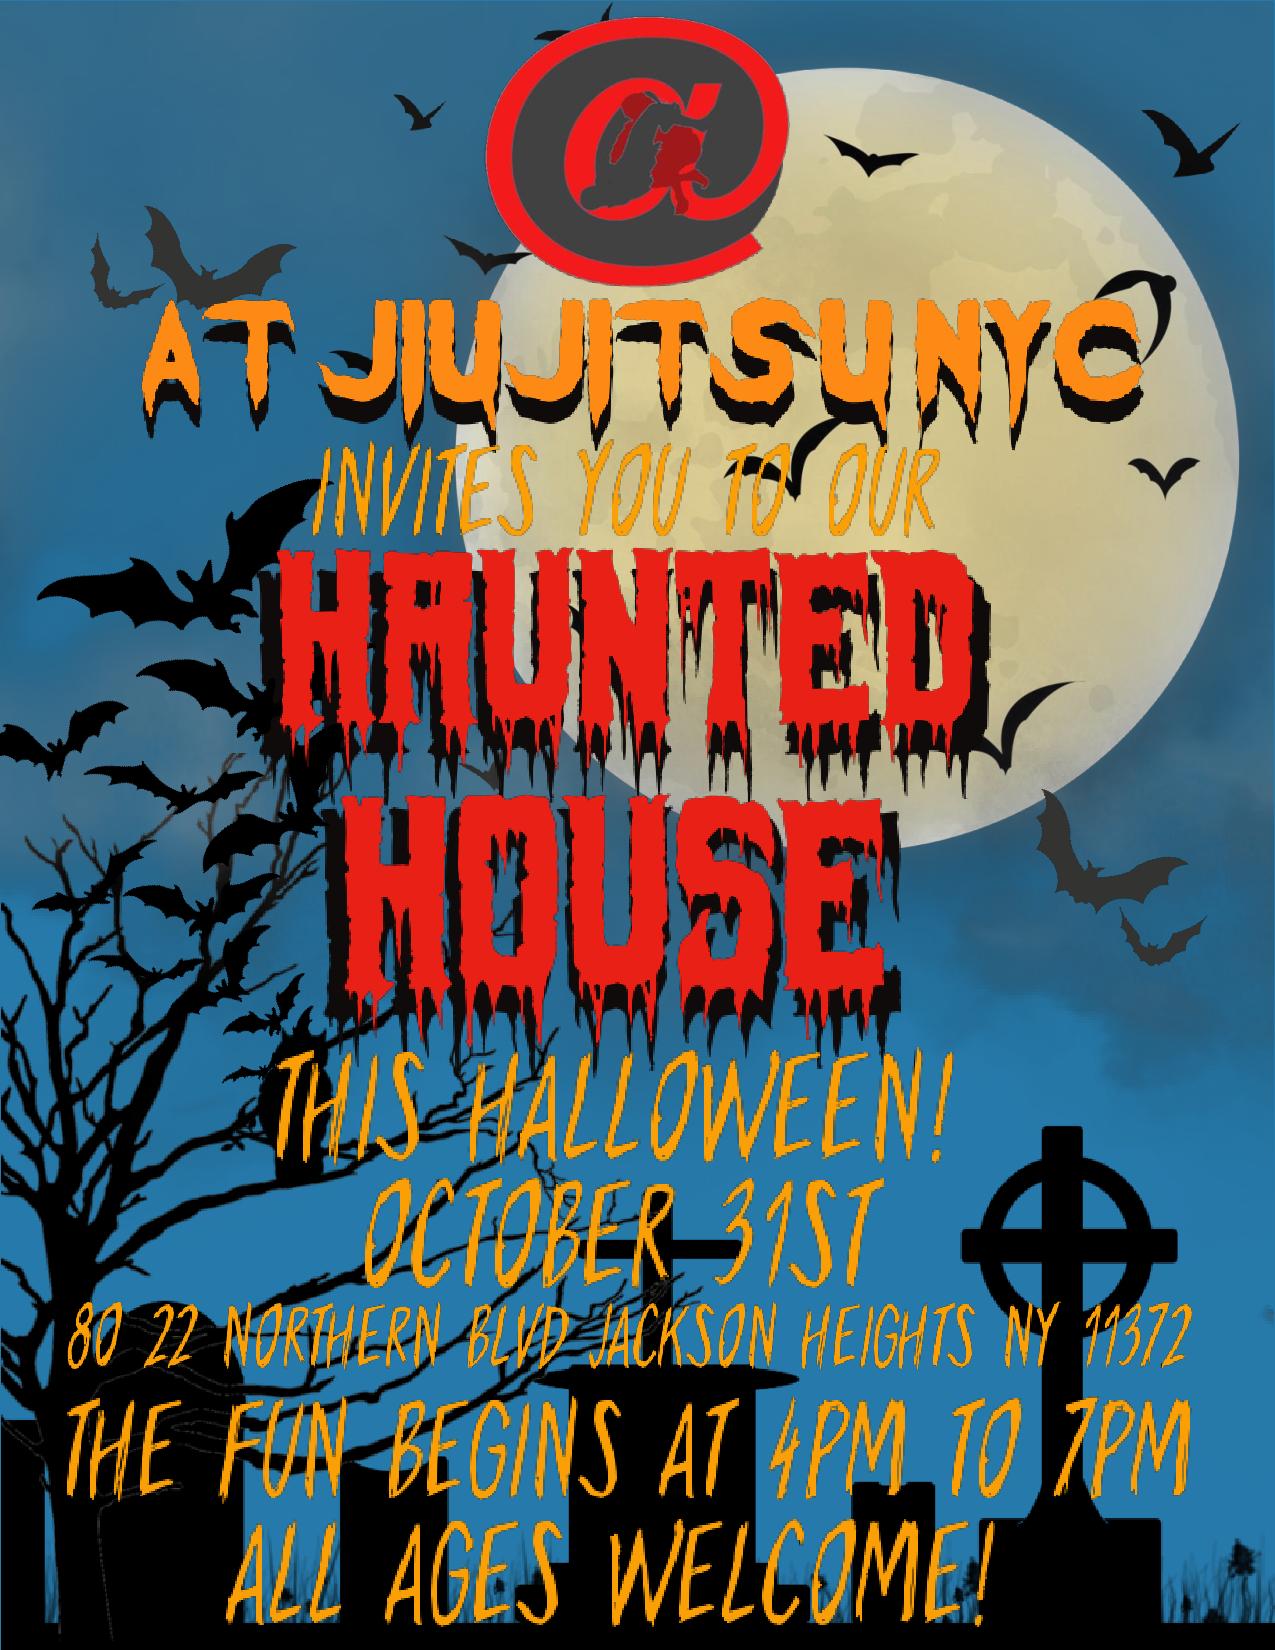 @
AT JIUJITSU NYC
INVITES YOU TO OUR
HAUNTED
HOUSE
THIS HALLOWEEN!
OCTOBER 31ST
80 22 NORTHERN BLVD JACKSON HEIGHTS NY 11372
THE FUN BEGINS AT 4PM TO 7PM
ALL AGES WELCOME!